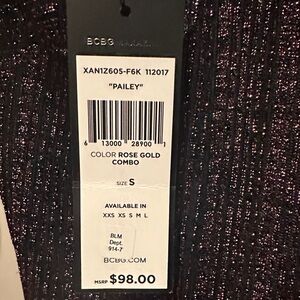 BCBG
XAN1Z605-F6K 112017
"PAILEY"
6 13000 28900 1
COLOR ROSE GOLD
COMBO
SIZE S
AVAILABLE IN
XXS XS S M L
BLM
Dept.
914-7
BCBG.COM
MSRP $98.00